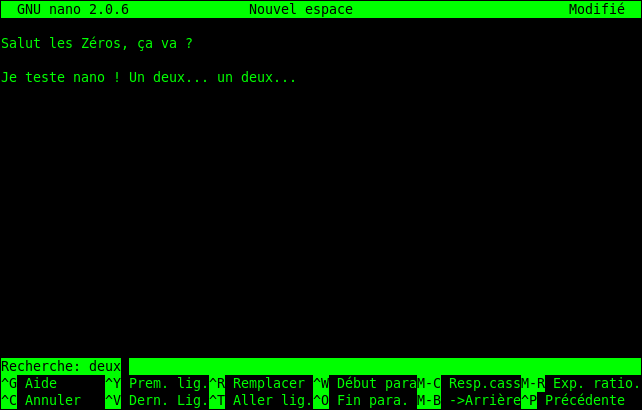 GNU nano 2.0.6 Nouvel espace Modifié
Salut les Zéros, ça va ?
Je teste nano ! Un deux... un deux...
Recherche: deux
^G Aide ^Y Prem. lig.^R Remplacer ^W Début paraM-C Resp.cassM-R Exp. ratio.
^C Annuler ^V Dern. Lig.^T Aller lig.^O Fin para. M-B ->Arrière^P Précédente